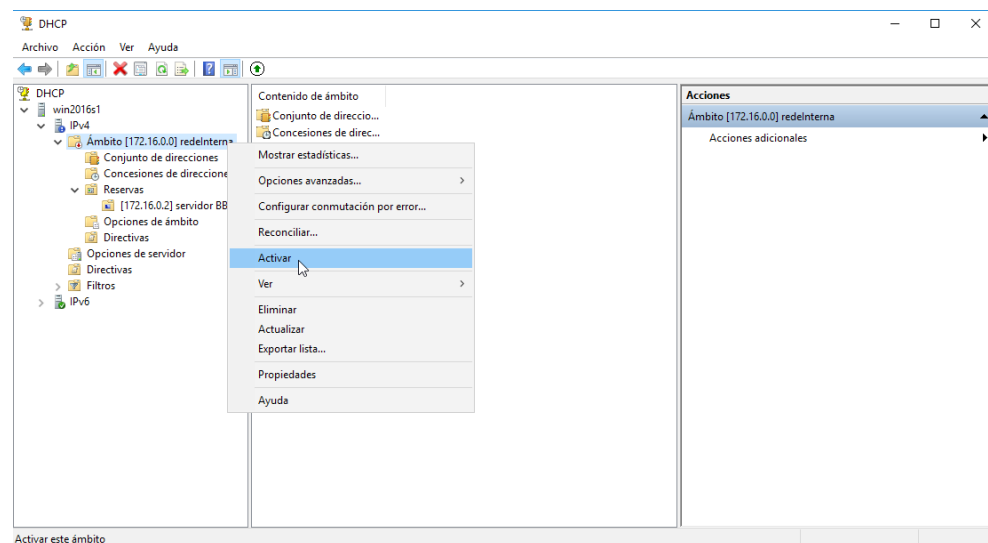 DHCP
Archivo Acción Ver Ayuda
DHCP
win2016s1
IPv4
Ámbito [172.16.0.0] redeInterna
Conjunto de direcciones
Concesiones de direccione
Reservas
[172.16.0.2] servidor BB
Opciones de ámbito
Directivas
Opciones de servidor
Directivas
Filtros
IPv6
Contenido de ámbito
Conjunto de direccio...
Concesiones de direc...
Mostrar estadísticas...
Opciones avanzadas...
Configurar conmutación por error...
Reconciliar...
Activar
Ver
Eliminar
Actualizar
Exportar lista...
Propiedades
Ayuda
Acciones
Ámbito [172.16.0.0] redeInterna
Acciones adicionales
Activar este ámbito